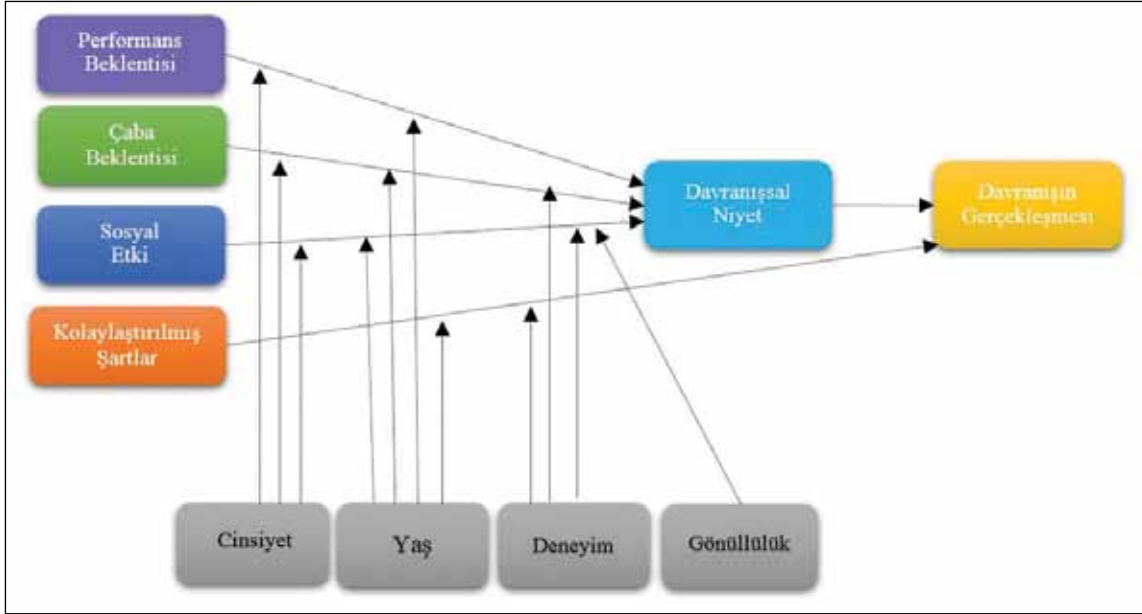 Performans
Beklentisi
Çaba
Beklentisi
Sosyal
Etki
Kolaylaştırılmış
Şartlar
Davranışsal
Niyet
Davranışın
Gerçekleşmesi
Cinsiyet
Yaş
Deneyim
Gönüllülük